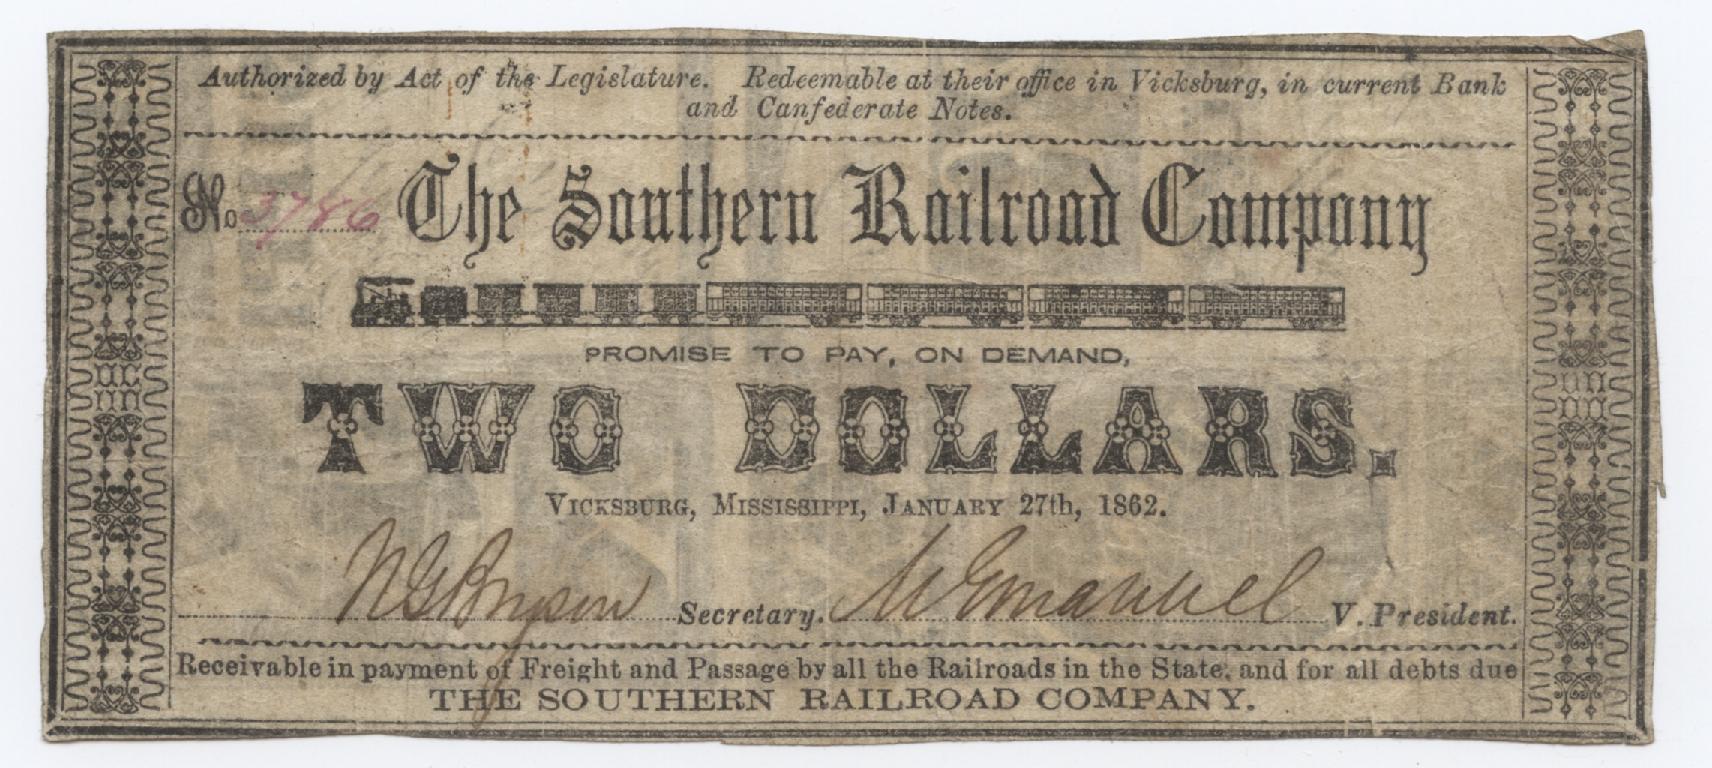 Authorized by Act of the Legislature. Redeemable at their office in Vicksburg, in current Bank
and Canfederate Notes.
No 3786 The Southern Railroad Company
PROMISE TO PAY, ON DEMAND,
TWO DOLLARS.
VICKSBURG, MISSISSIPPI, JANUARY 27th, 1862.
N G Bryson Secretary. M Emanuel V. President.
Receivable in payment of Freight and Passage by all the Railroads in the State, and for all debts due
THE SOUTHERN RAILROAD COMPANY.